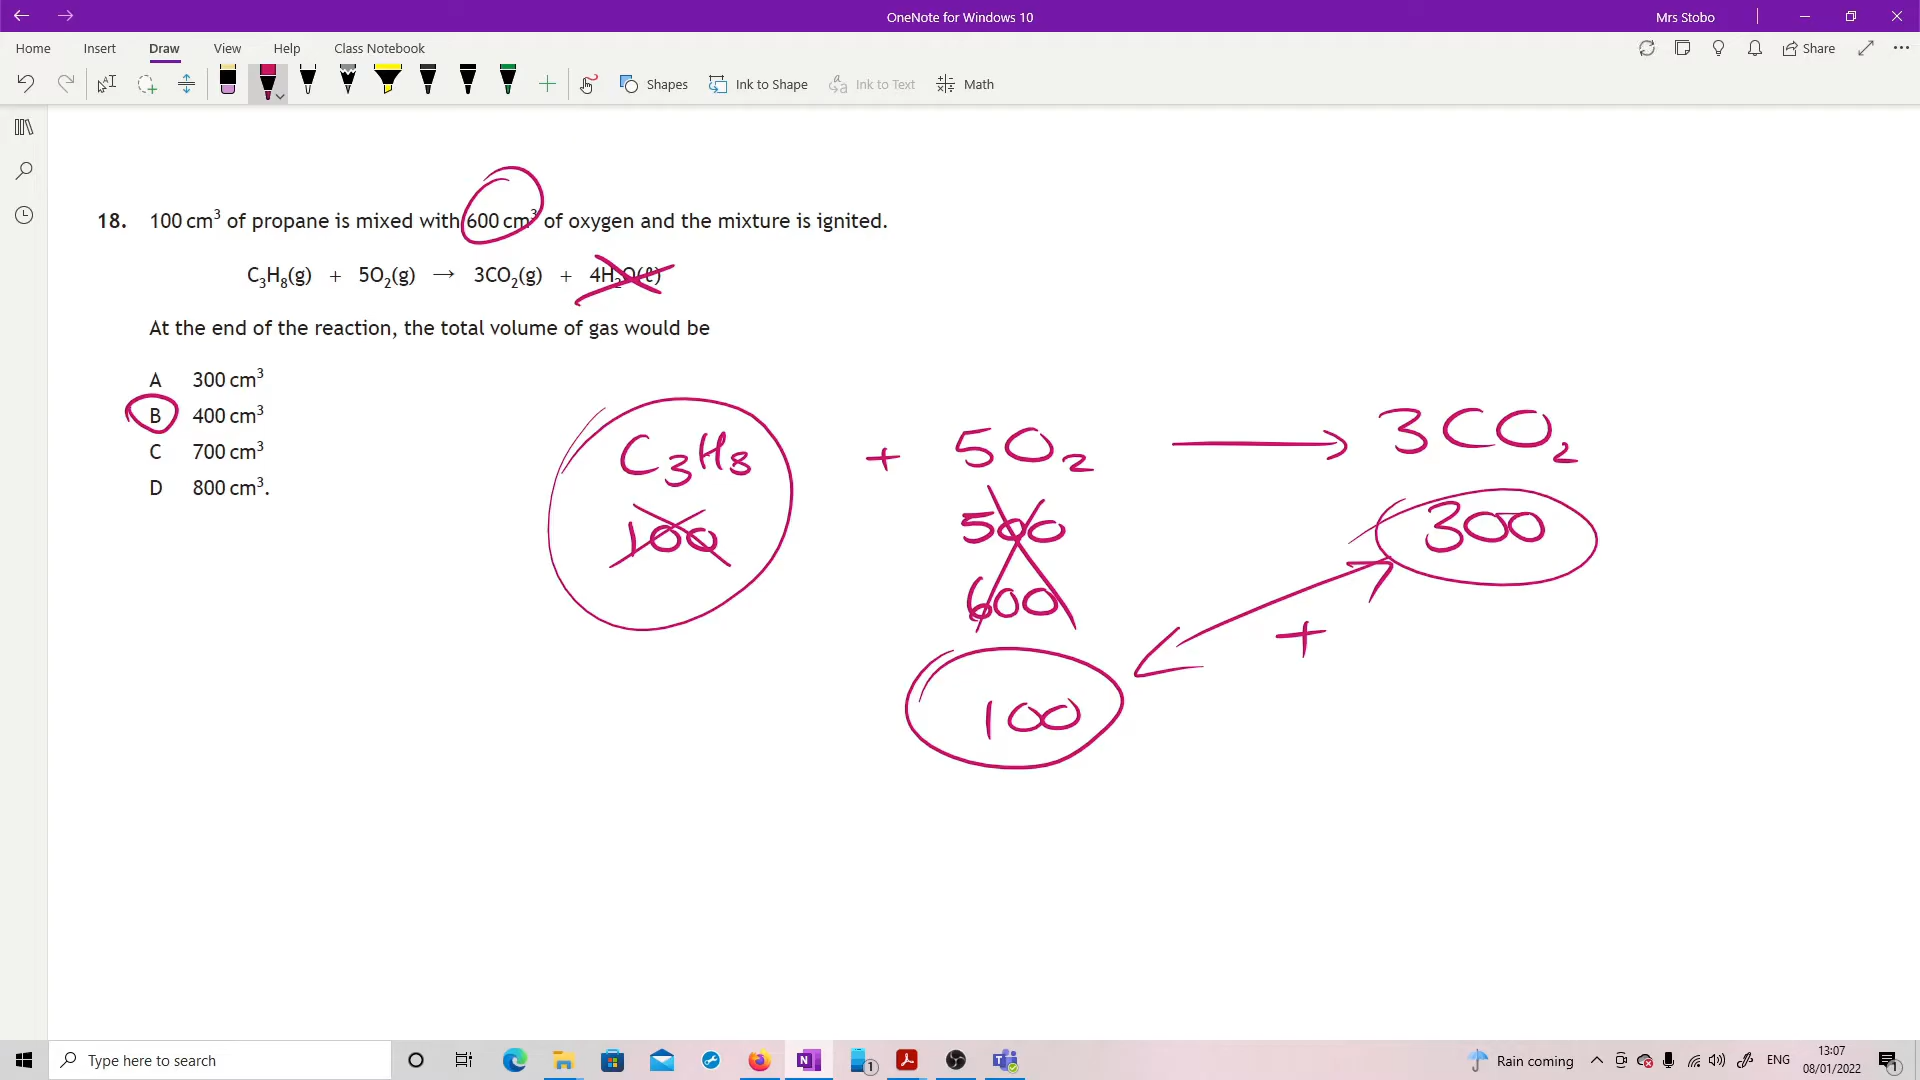 OneNote for Windows 10
Mrs Stobo
Home Insert Draw View Help Class Notebook
Share
Shapes Ink to Shape Ink to Text Math
18. 100 cm³ of propane is mixed with 600 cm³ of oxygen and the mixture is ignited.
C₃H₈(g) + 5O₂(g) → 3CO₂(g) + 4H₂O(ℓ)
At the end of the reaction, the total volume of gas would be
A 300 cm³
B 400 cm³
C 700 cm³
D 800 cm³.
C₃H₈ + 5O₂ → 3CO₂
100 500 300
600
+
100
Type here to search
Rain coming
ENG
13:07
08/01/2022